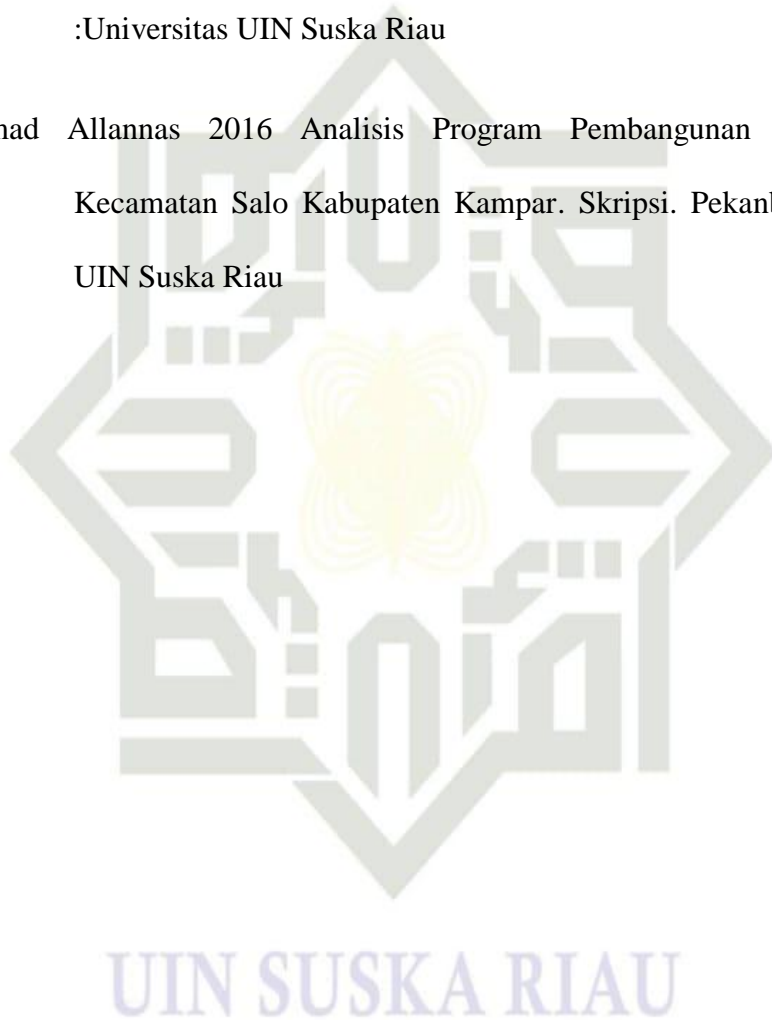 :Universitas UIN Suska Riau
Allannas 2016 Analisis Program Pembangunan
Kecamatan Salo Kabupaten Kampar. Skripsi.
UIN Suska Riau
UIN SUSKA RIAU